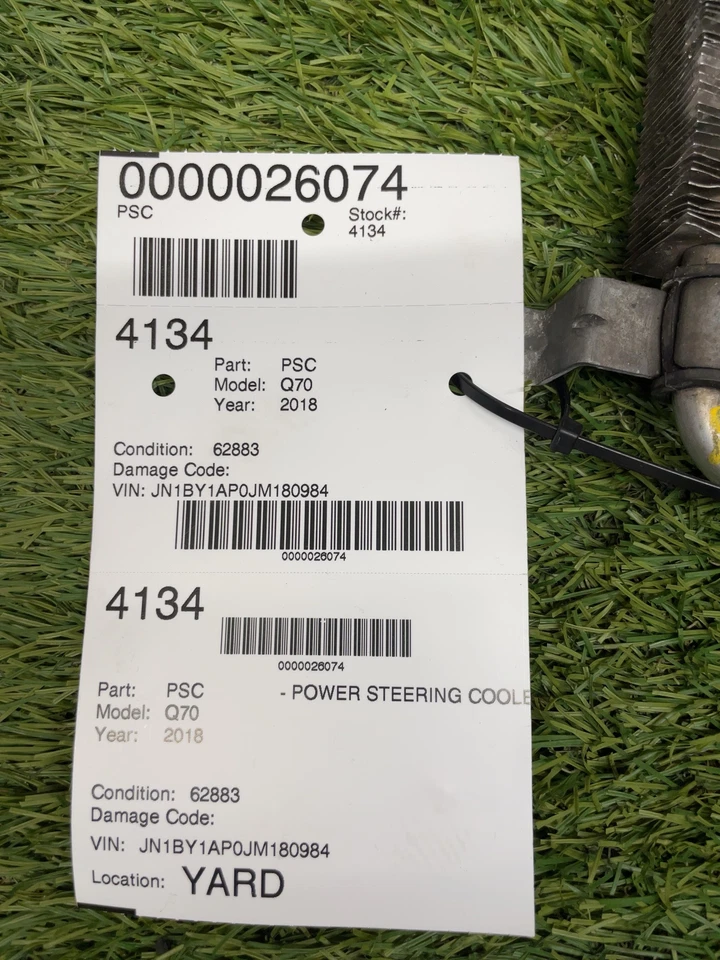 0000026074
PSC
Stock#:
4134
4134
Part: PSC
Model: Q70
Year: 2018
Condition: 62883
Damage Code:
VIN: JN1BY1AP0JM180984
0000026074
4134
0000026074
Part: PSC - POWER STEERING COOLE
Model: Q70
Year: 2018
Condition: 62883
Damage Code:
VIN: JN1BY1AP0JM180984
Location: YARD